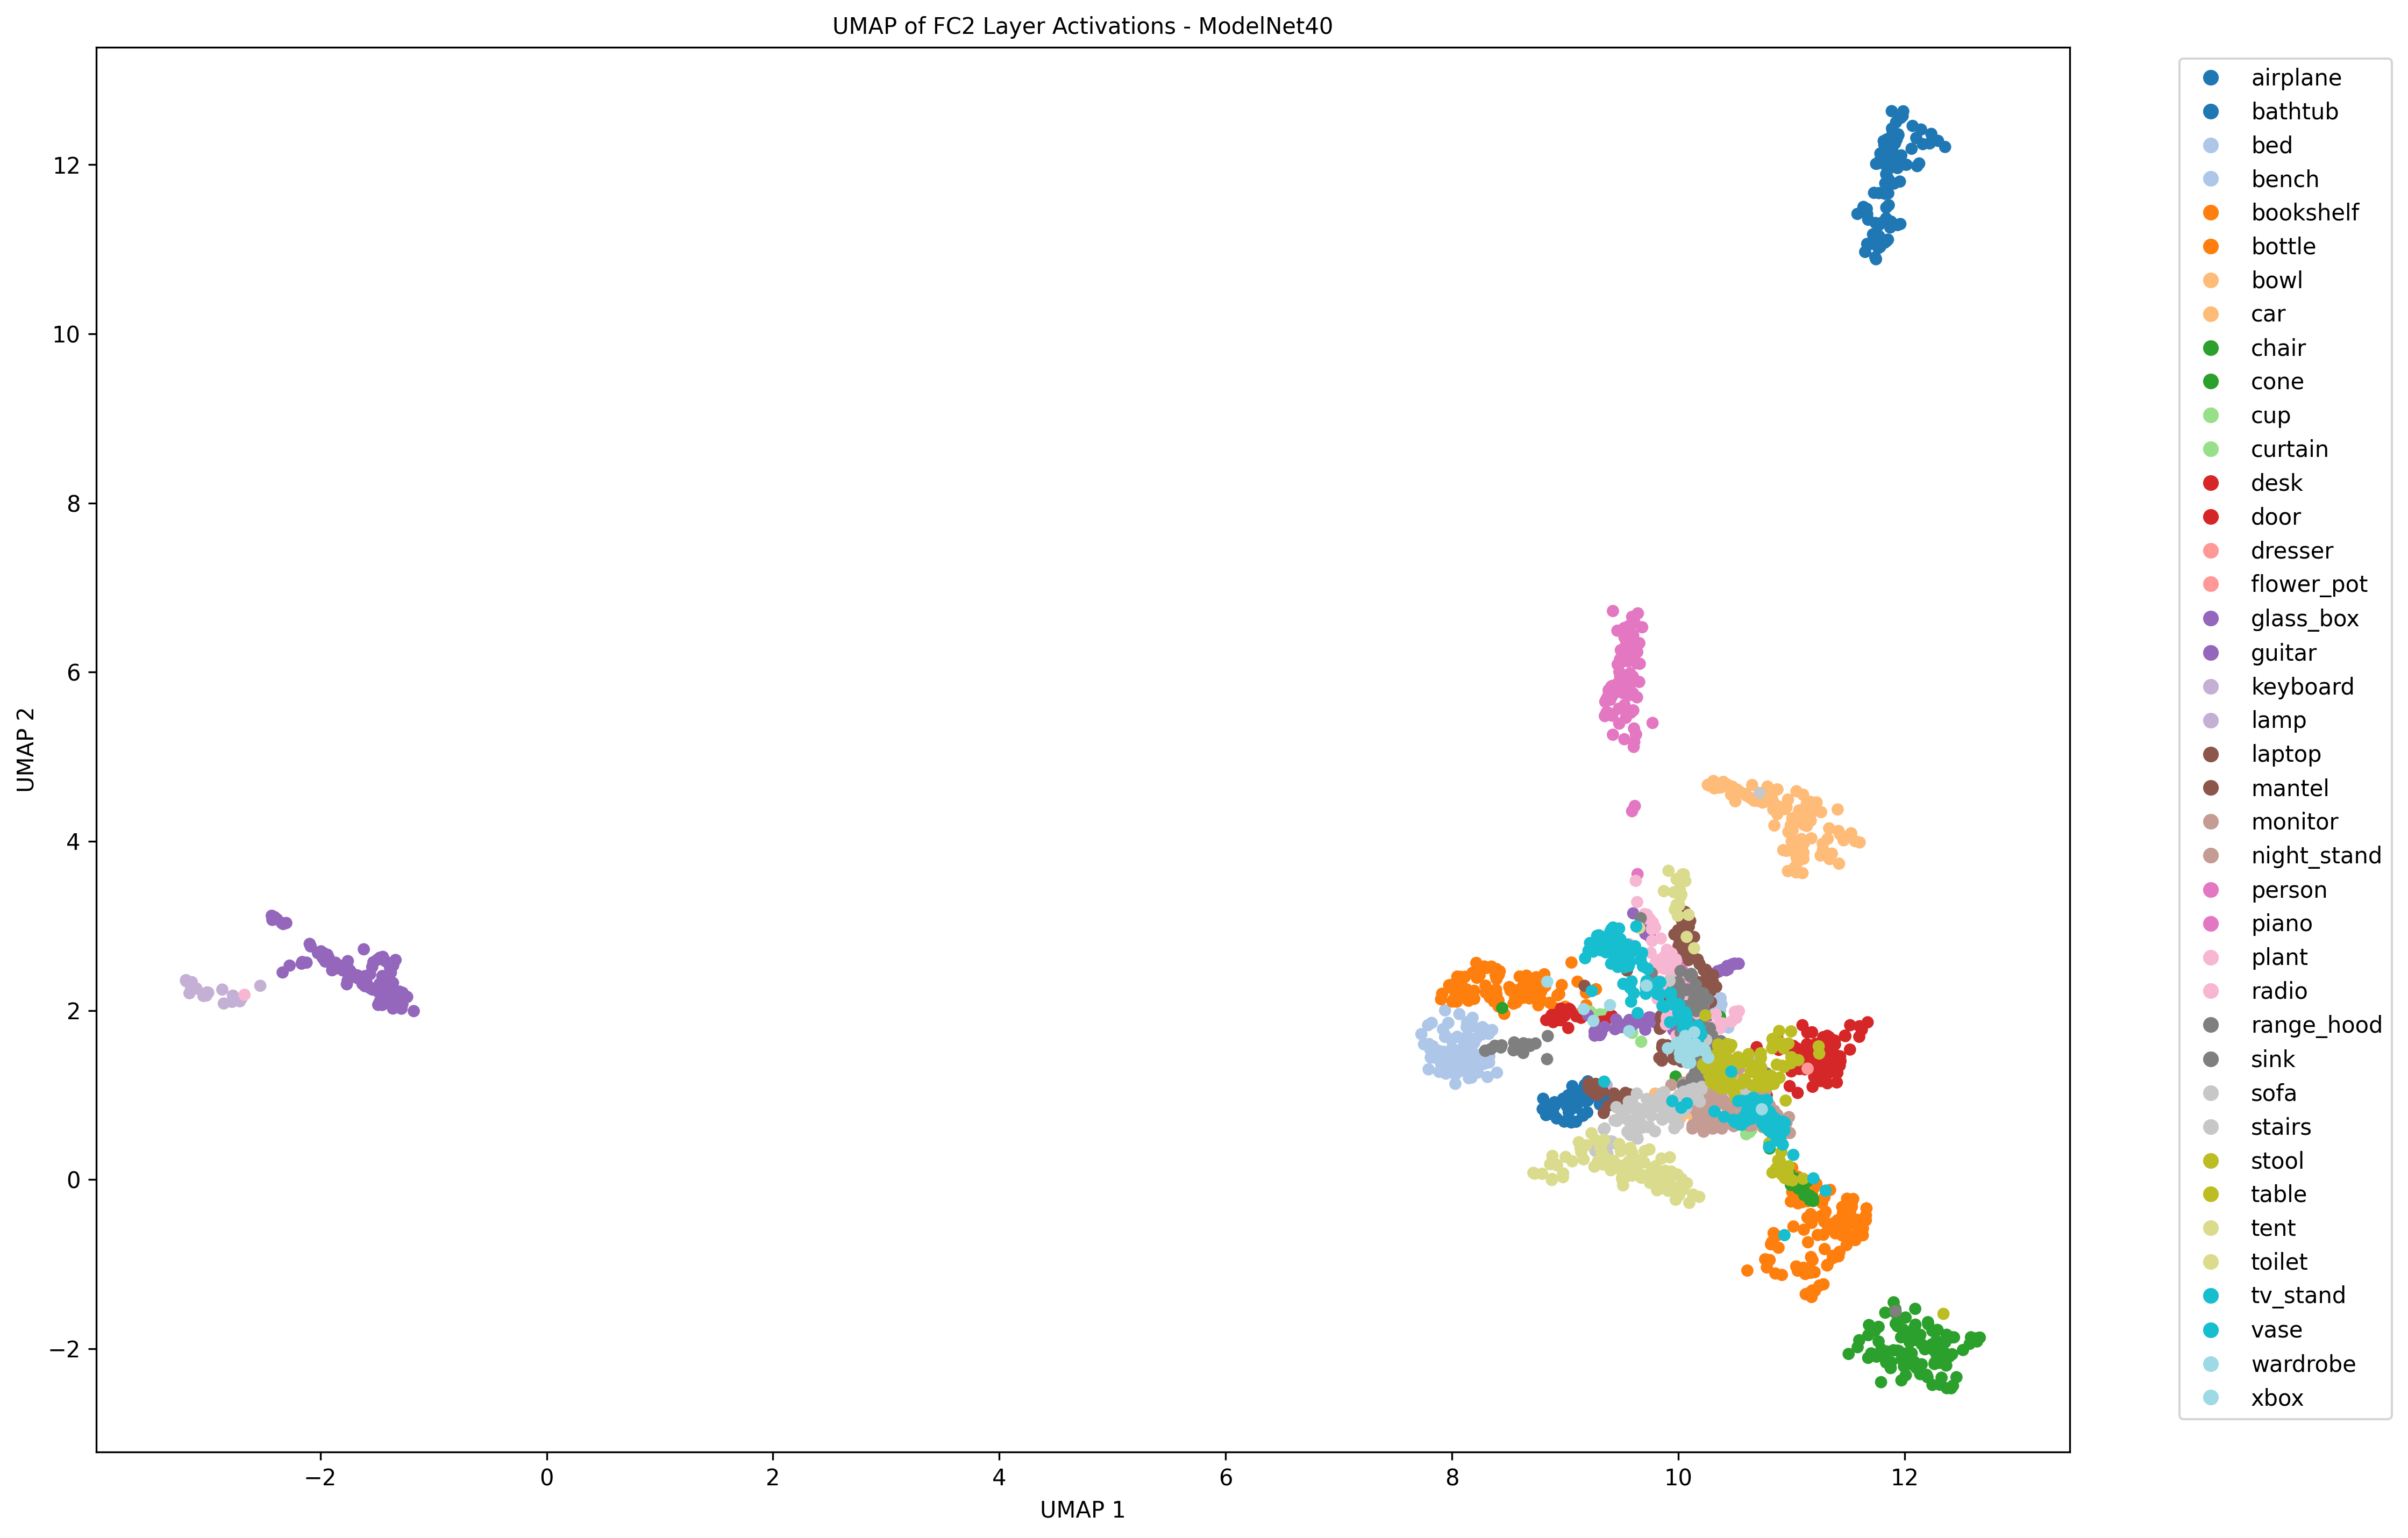 UMAP of FC2 Layer Activations - ModelNet40
12
10
8
6
4
2
0
−2
UMAP 2
−2
0
2
4
6
8
10
12
UMAP 1
airplane
bathtub
bed
bench
bookshelf
bottle
bowl
car
chair
cone
cup
curtain
desk
door
dresser
flower_pot
glass_box
guitar
keyboard
lamp
laptop
mantel
monitor
night_stand
person
piano
plant
radio
range_hood
sink
sofa
stairs
stool
table
tent
toilet
tv_stand
vase
wardrobe
xbox